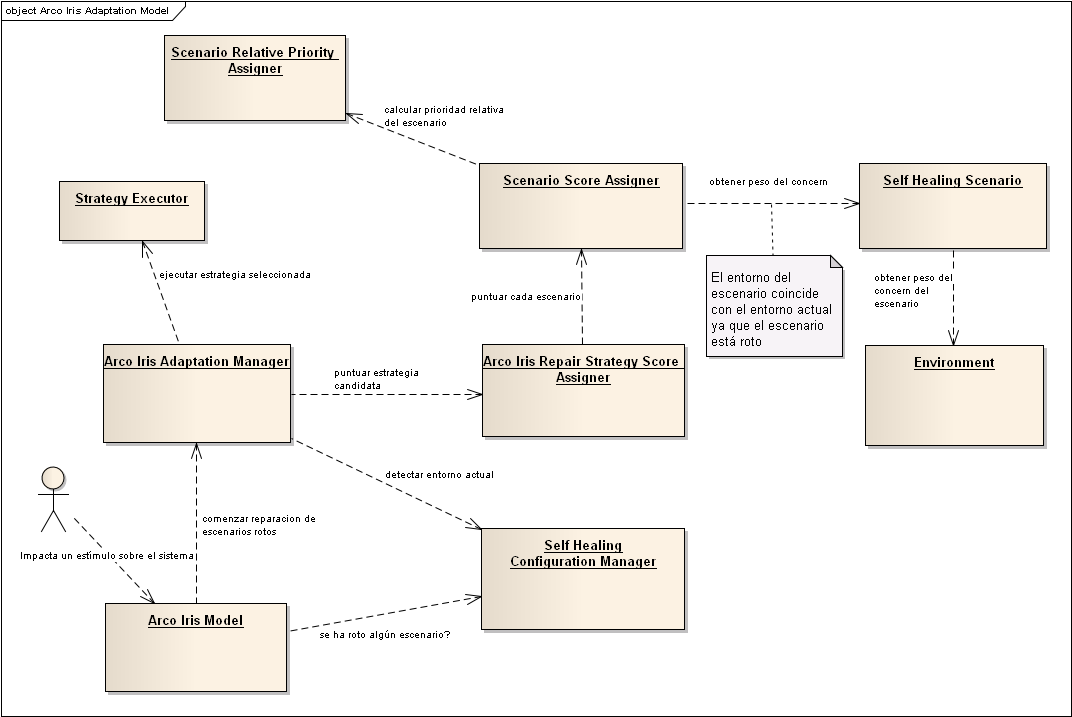 object Arco Iris Adaptation Model
Scenario Relative Priority
Assigner
calcular prioridad relativa
del escenario
Scenario Score Assigner
obtener peso del concern
Self Healing Scenario
Strategy Executor
ejecutar estrategia seleccionada
puntuar cada escenario
El entorno del
escenario coincide
con el entorno actual
ya que el escenario
está roto
obtener peso del
concern del
escenario
Arco Iris Adaptation Manager
puntuar estrategia
candidata
Arco Iris Repair Strategy Score
Assigner
Environment
detectar entorno actual
comenzar reparacion de
escenarios rotos
Impacta un estímulo sobre el sistema
Self Healing
Configuration Manager
Arco Iris Model
se ha roto algún escenario?